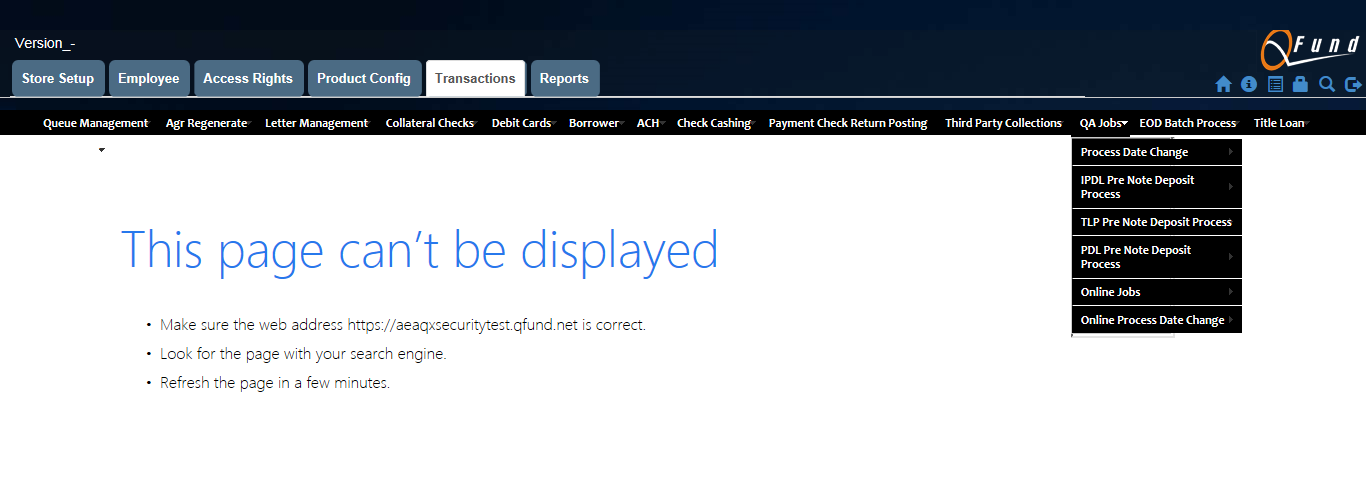 Version_-
QFund
Store Setup Employee Access Rights Product Config Transactions Reports
Queue Management Agr Regenerate Letter Management Collateral Checks Debit Cards Borrower ACH Check Cashing Payment Check Return Posting Third Party Collections QA Jobs EOD Batch Process Title Loan
Process Date Change
IPDL Pre Note Deposit
Process
TLP Pre Note Deposit Process
PDL Pre Note Deposit
Process
Online Jobs
Online Process Date Change
This page can’t be displayed
• Make sure the web address https://aeaqxsecuritytest.qfund.net is correct.
• Look for the page with your search engine.
• Refresh the page in a few minutes.